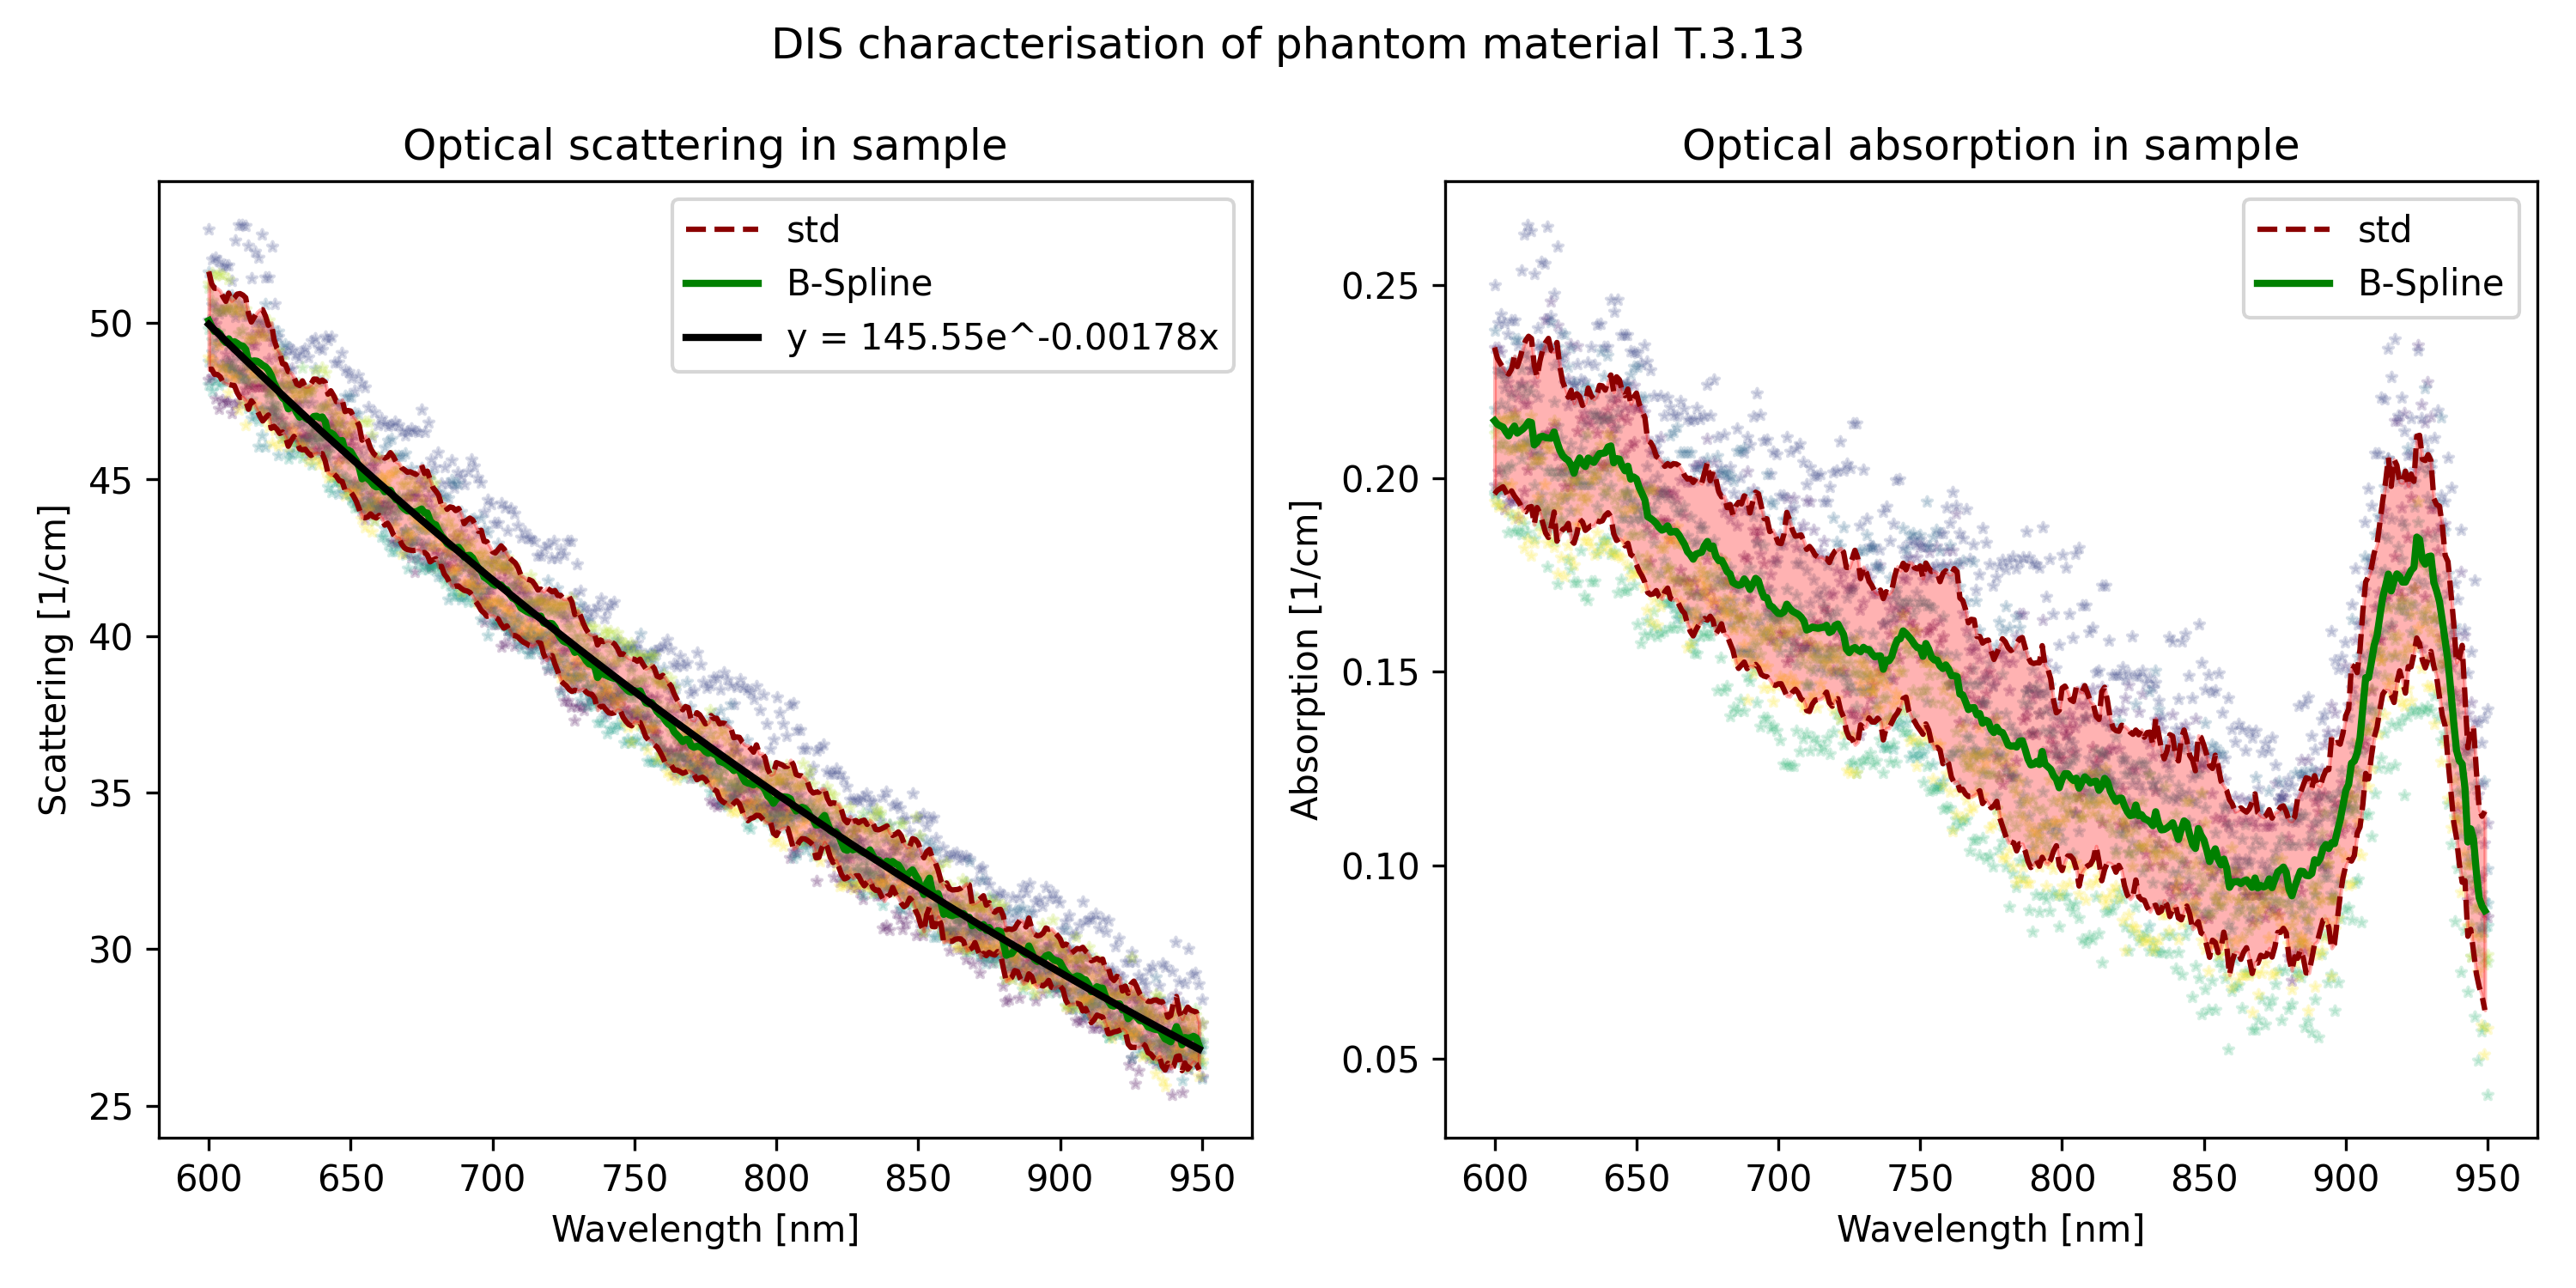 DIS characterisation of phantom material T.3.13
Optical scattering in sample
std
B-Spline
y = 145.55e^-0.00178x
50
45
40
35
30
25
Scattering [1/cm]
600 650 700 750 800 850 900 950
Wavelength [nm]
Optical absorption in sample
std
B-Spline
0.25
0.20
0.15
0.10
0.05
Absorption [1/cm]
600 650 700 750 800 850 900 950
Wavelength [nm]